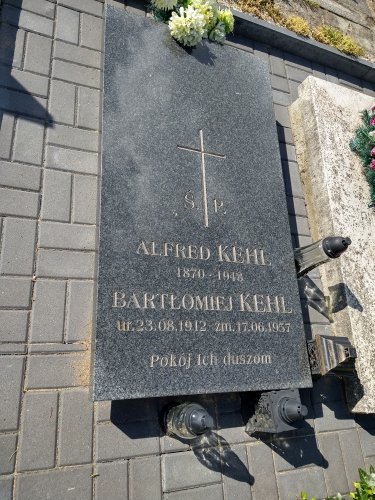 Ś. P.
ALFRED KEHL
1870 - 1948
BARTŁOMIEJ KEHL
ur.23.08.1912 zm.17.06.1957
Pokój Ich duszom